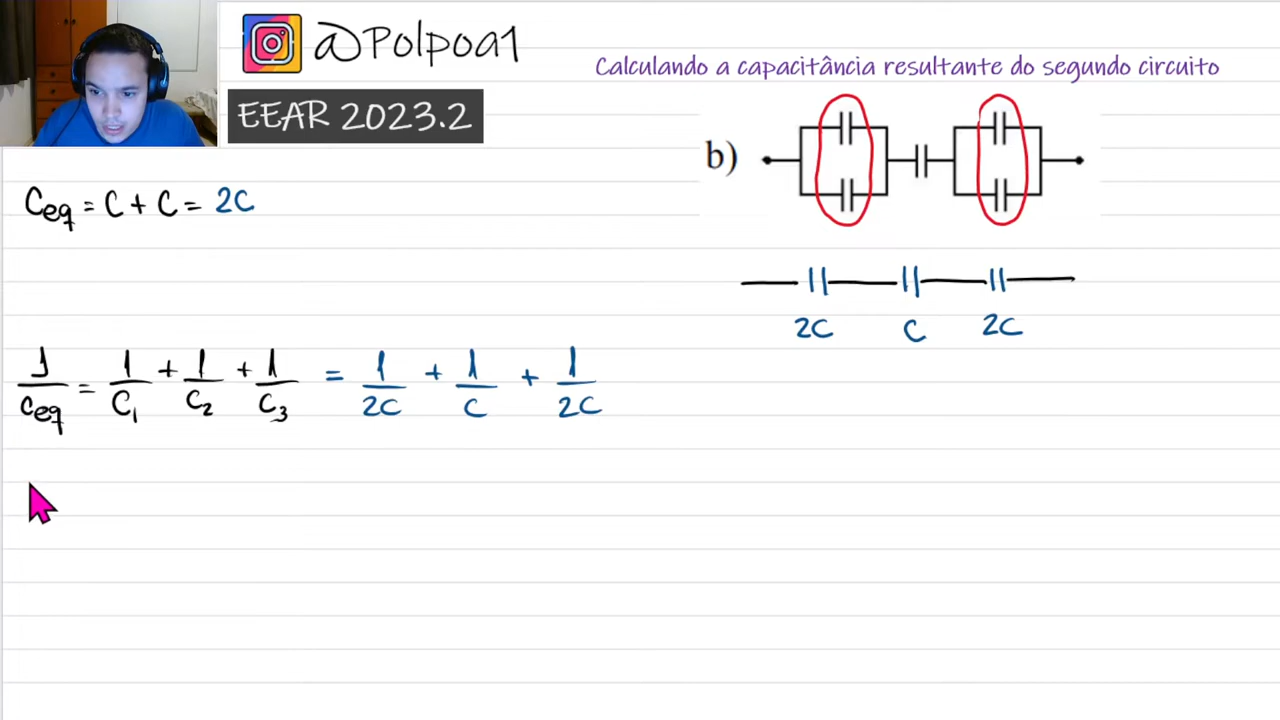 @Polpoa1
Calculando a capacitância resultante do segundo circuito
EEAR 2023.2
b)
Ceq = C + C = 2C
2C C 2C
1/Ceq = 1/C₁ + 1/C₂ + 1/C₃ = 1/2C + 1/C + 1/2C